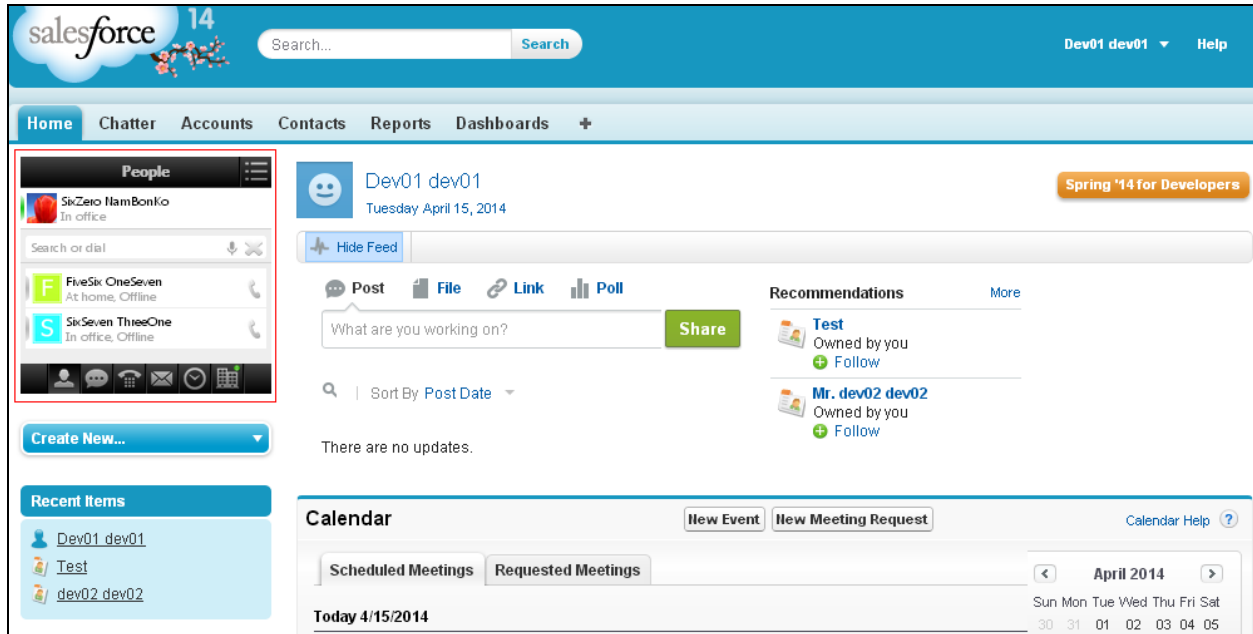 salesforce
14
Search...
Search
Dev01 dev01
Help
Home
Chatter
Accounts
Contacts
Reports
Dashboards
+
People
SixZero NamBonKo
In office
Search or dial
F
FiveSix OneSeven
At home, Offline
S
SixSeven ThreeOne
In office, Offline
Create New...
Recent Items
Dev01 dev01
Test
dev02 dev02
Dev01 dev01
Tuesday April 15, 2014
Spring '14 for Developers
Hide Feed
Post
File
Link
Poll
What are you working on?
Share
Sort By Post Date
There are no updates.
Recommendations
More
Test
Owned by you
Follow
Mr. dev02 dev02
Owned by you
Follow
Calendar
New Event
New Meeting Request
Calendar Help ?
Scheduled Meetings
Requested Meetings
Today 4/15/2014
< April 2014 >
Sun Mon Tue Wed Thu Fri Sat
30 31 01 02 03 04 05